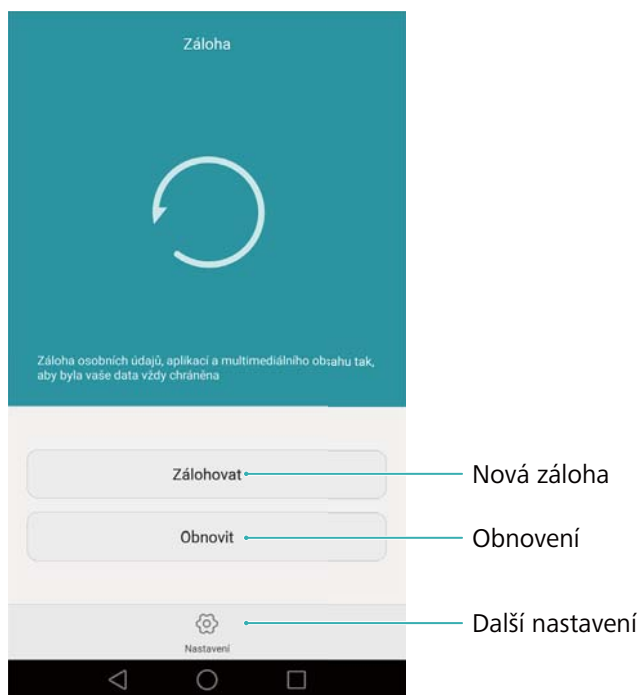 Záloha
Záloha osobních údajů, aplikací a multimediálního obsahu tak,
aby byla vaše data vždy chráněna
Zálohovat
Nová záloha
Obnovit
Obnovení
Další nastavení
Nastavení